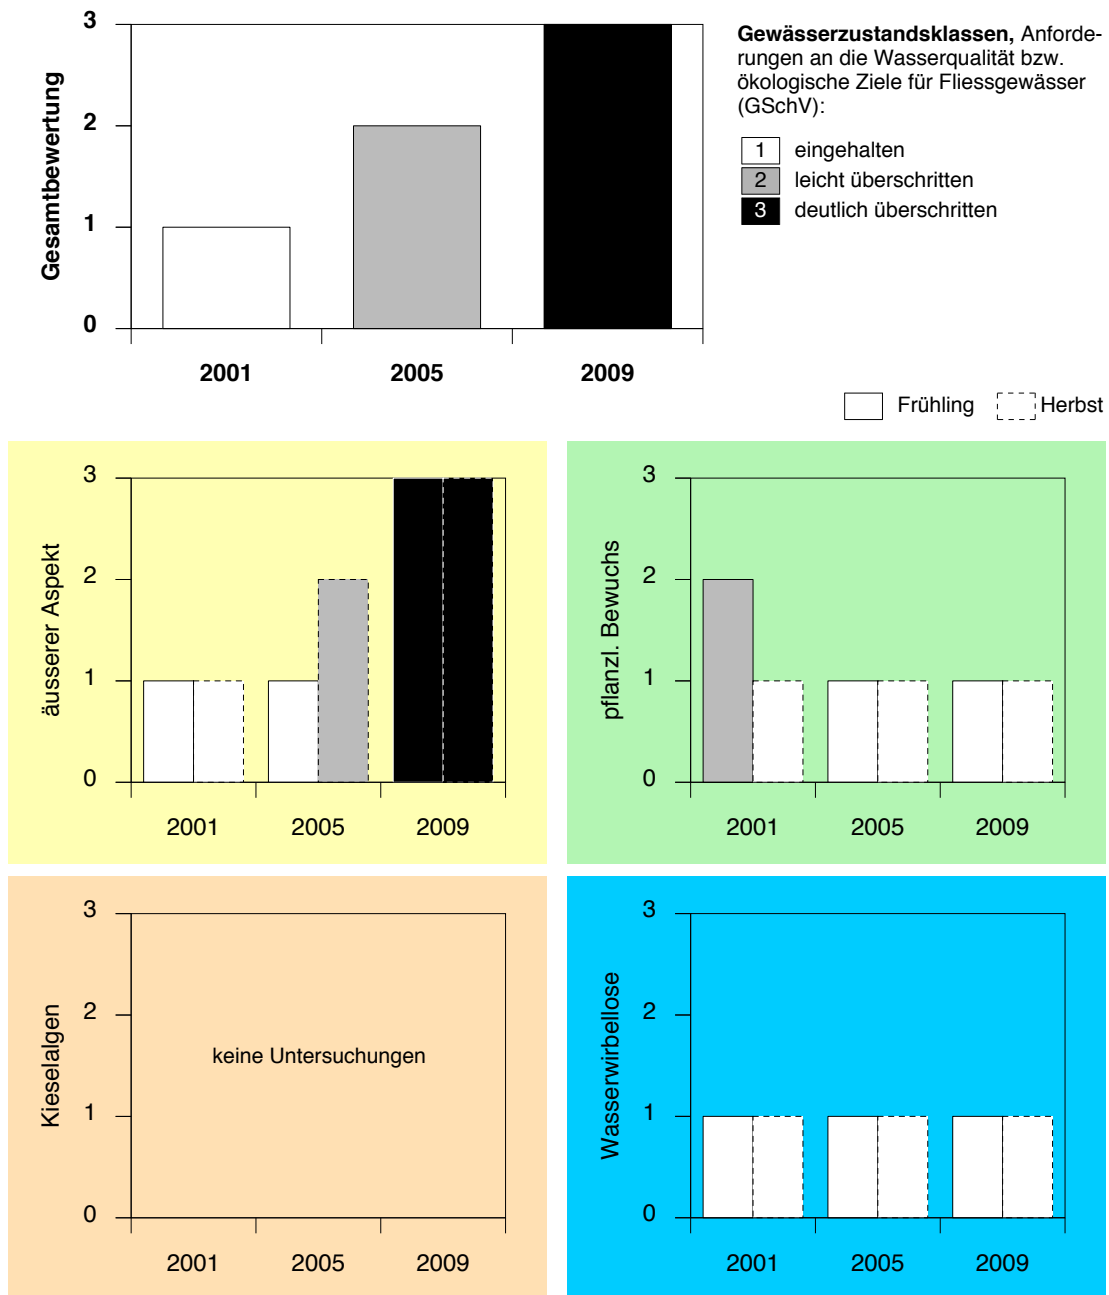 3
2
1
0
Gesamtbewertung
2001 2005 2009
Gewässerzustandsklassen, Anforde-
rungen an die Wasserqualität bzw.
ökologische Ziele für Fliessgewässer
(GSchV):
1 eingehalten
2 leicht überschritten
3 deutlich überschritten
Frühling Herbst
3
2
1
0
äusserer Aspekt
2001 2005 2009
3
2
1
0
pflanzl. Bewuchs
2001 2005 2009
3
2
1
0
Kieselalgen
keine Untersuchungen
2001 2005 2009
3
2
1
0
Wasserwirbellose
2001 2005 2009